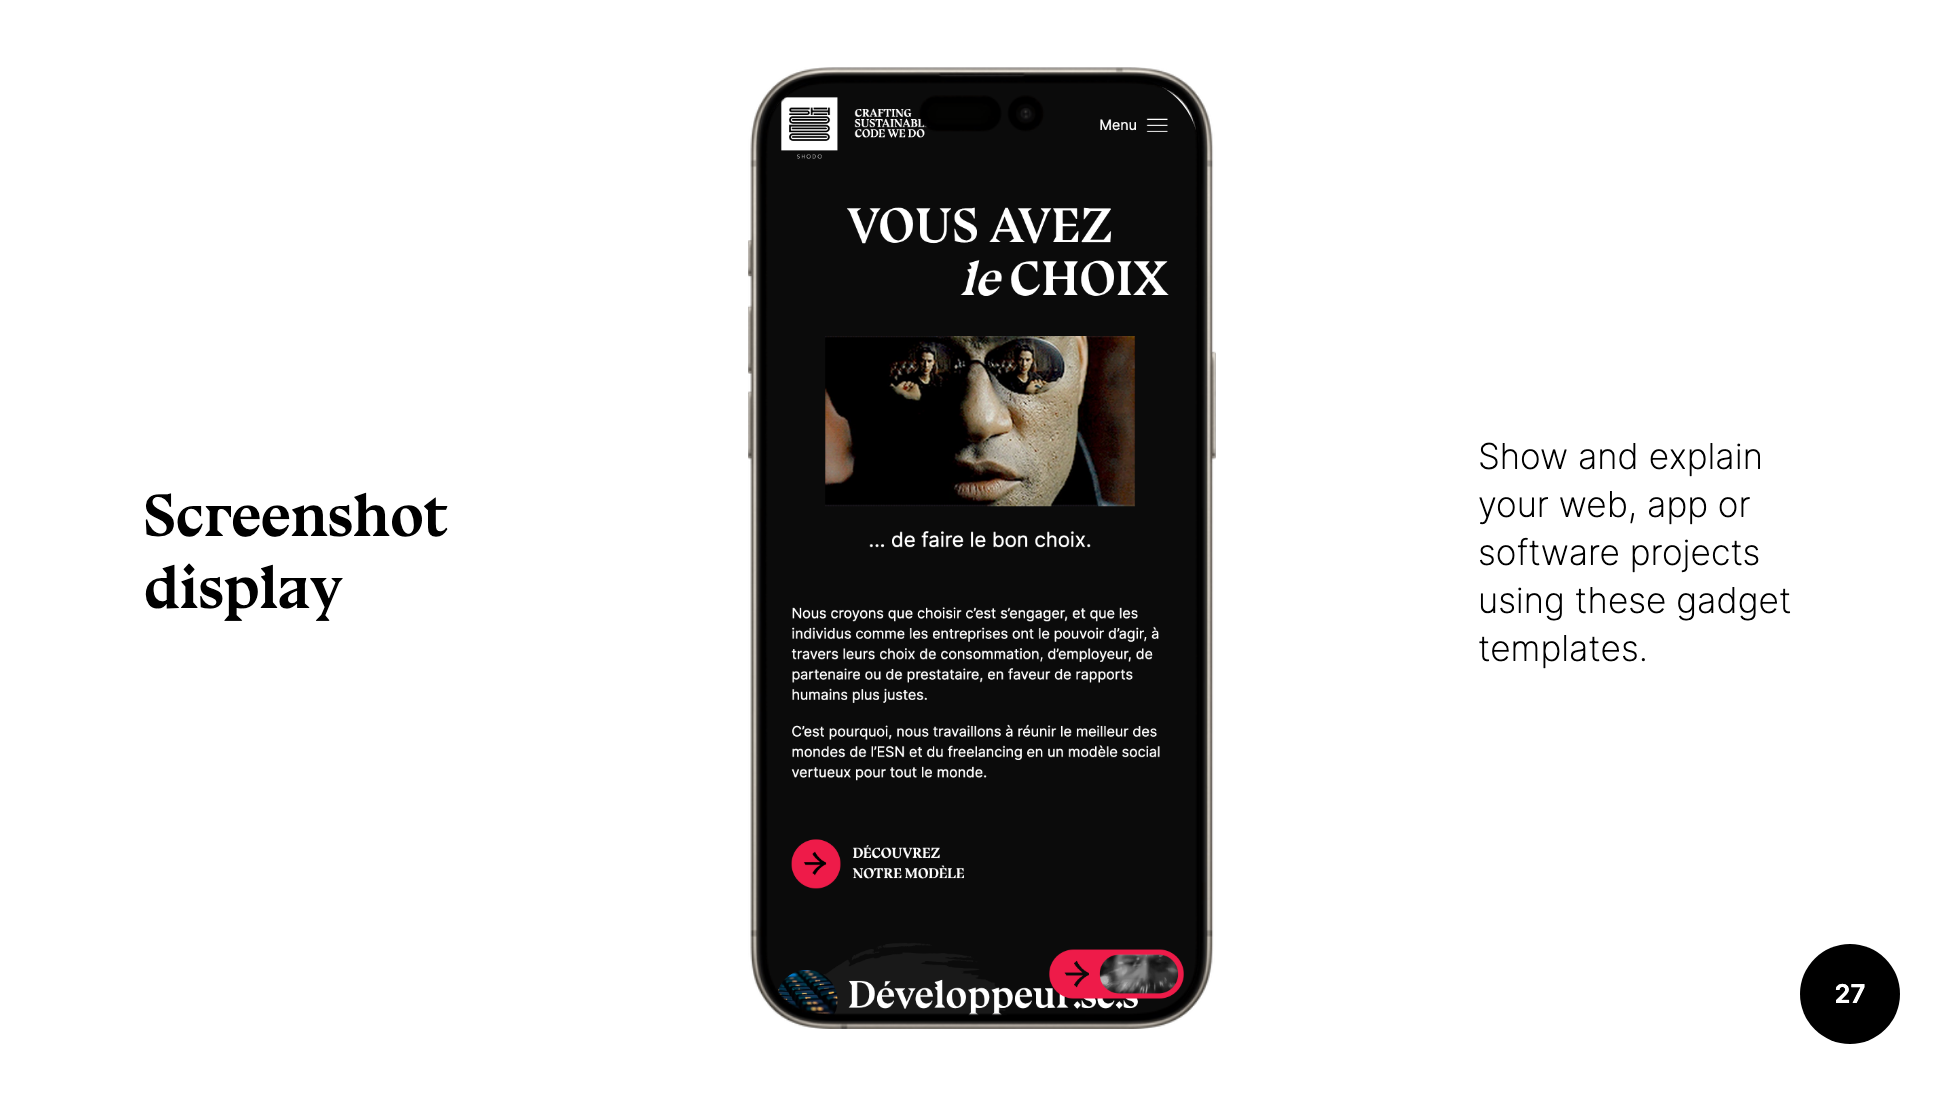 Screenshot
display
CRAFTING
SUSTAINABL
CODE WE DO
SHODO
Menu
VOUS AVEZ
le CHOIX
... de faire le bon choix.
Nous croyons que choisir c’est s’engager, et que les
individus comme les entreprises ont le pouvoir d’agir, à
travers leurs choix de consommation, d’employeur, de
partenaire ou de prestataire, en faveur de rapports
humains plus justes.
C’est pourquoi, nous travaillons à réunir le meilleur des
mondes de l’ESN et du freelancing en un modèle social
vertueux pour tout le monde.
DÉCOUVREZ
NOTRE MODÈLE
Développeur.se.s
Show and explain
your web, app or
software projects
using these gadget
templates.
27